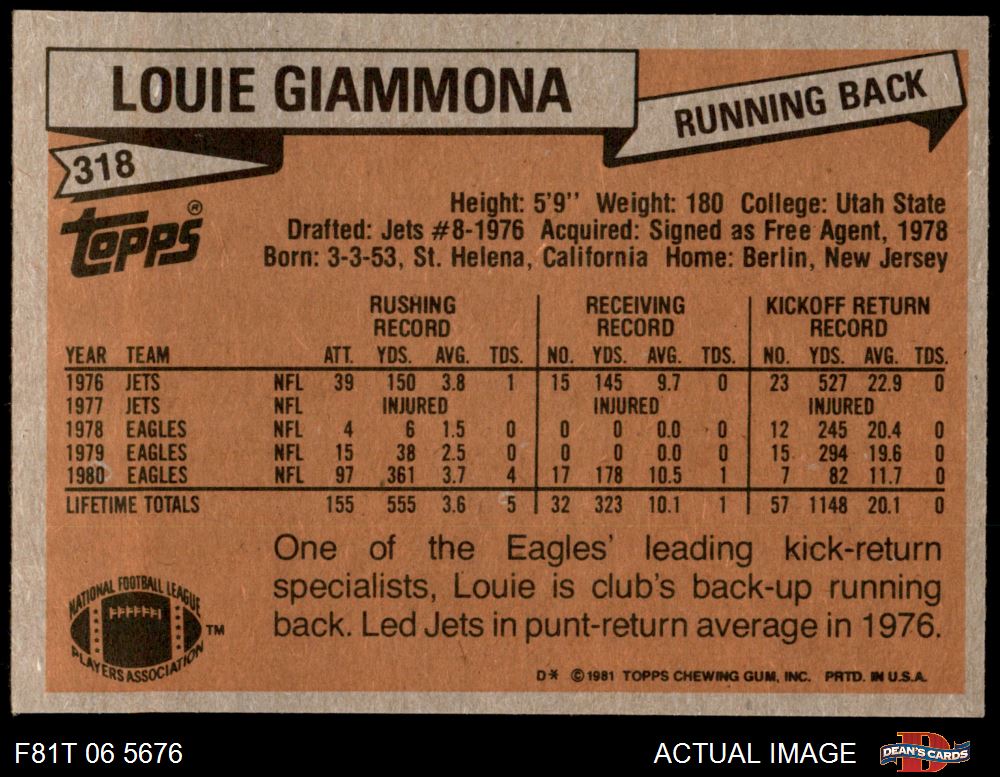 LOUIE GIAMMONA
RUNNING BACK
318
Topps®
Height: 5'9'' Weight: 180 College: Utah State
Drafted: Jets #8-1976 Acquired: Signed as Free Agent, 1978
Born: 3-3-53, St. Helena, California Home: Berlin, New Jersey
RUSHING RECORD RECEIVING RECORD KICKOFF RETURN RECORD
YEAR TEAM ATT. YDS. AVG. TDS. NO. YDS. AVG. TDS. NO. YDS. AVG. TDS.
1976 JETS NFL 39 150 3.8 1 15 145 9.7 0 23 527 22.9 0
1977 JETS NFL INJURED INJURED INJURED
1978 EAGLES NFL 4 6 1.5 0 0 0 0.0 0 12 245 20.4 0
1979 EAGLES NFL 15 38 2.5 0 0 0 0.0 0 15 294 19.6 0
1980 EAGLES NFL 97 361 3.7 4 17 178 10.5 1 7 82 11.7 0
LIFETIME TOTALS 155 555 3.6 5 32 323 10.1 1 57 1148 20.1 0
One of the Eagles' leading kick-return
specialists, Louie is club's back-up running
back. Led Jets in punt-return average in 1976.
NATIONAL FOOTBALL LEAGUE
PLAYERS ASSOCIATION
TM
D* ©1981 TOPPS CHEWING GUM, INC. PRTD. IN U.S.A.
F81T 06 5676
ACTUAL IMAGE
DEAN'S CARDS